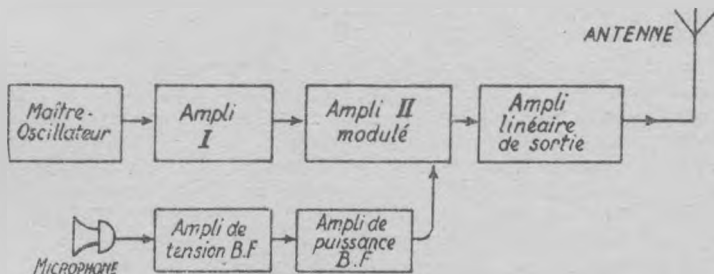 ANTENNE
Maître-
Oscillateur
Ampli
I
Ampli II
modulé
Ampli
linéaire
de sortie
MICROPHONE
Ampli de
tension B.F
Ampli de
puissance
B.F